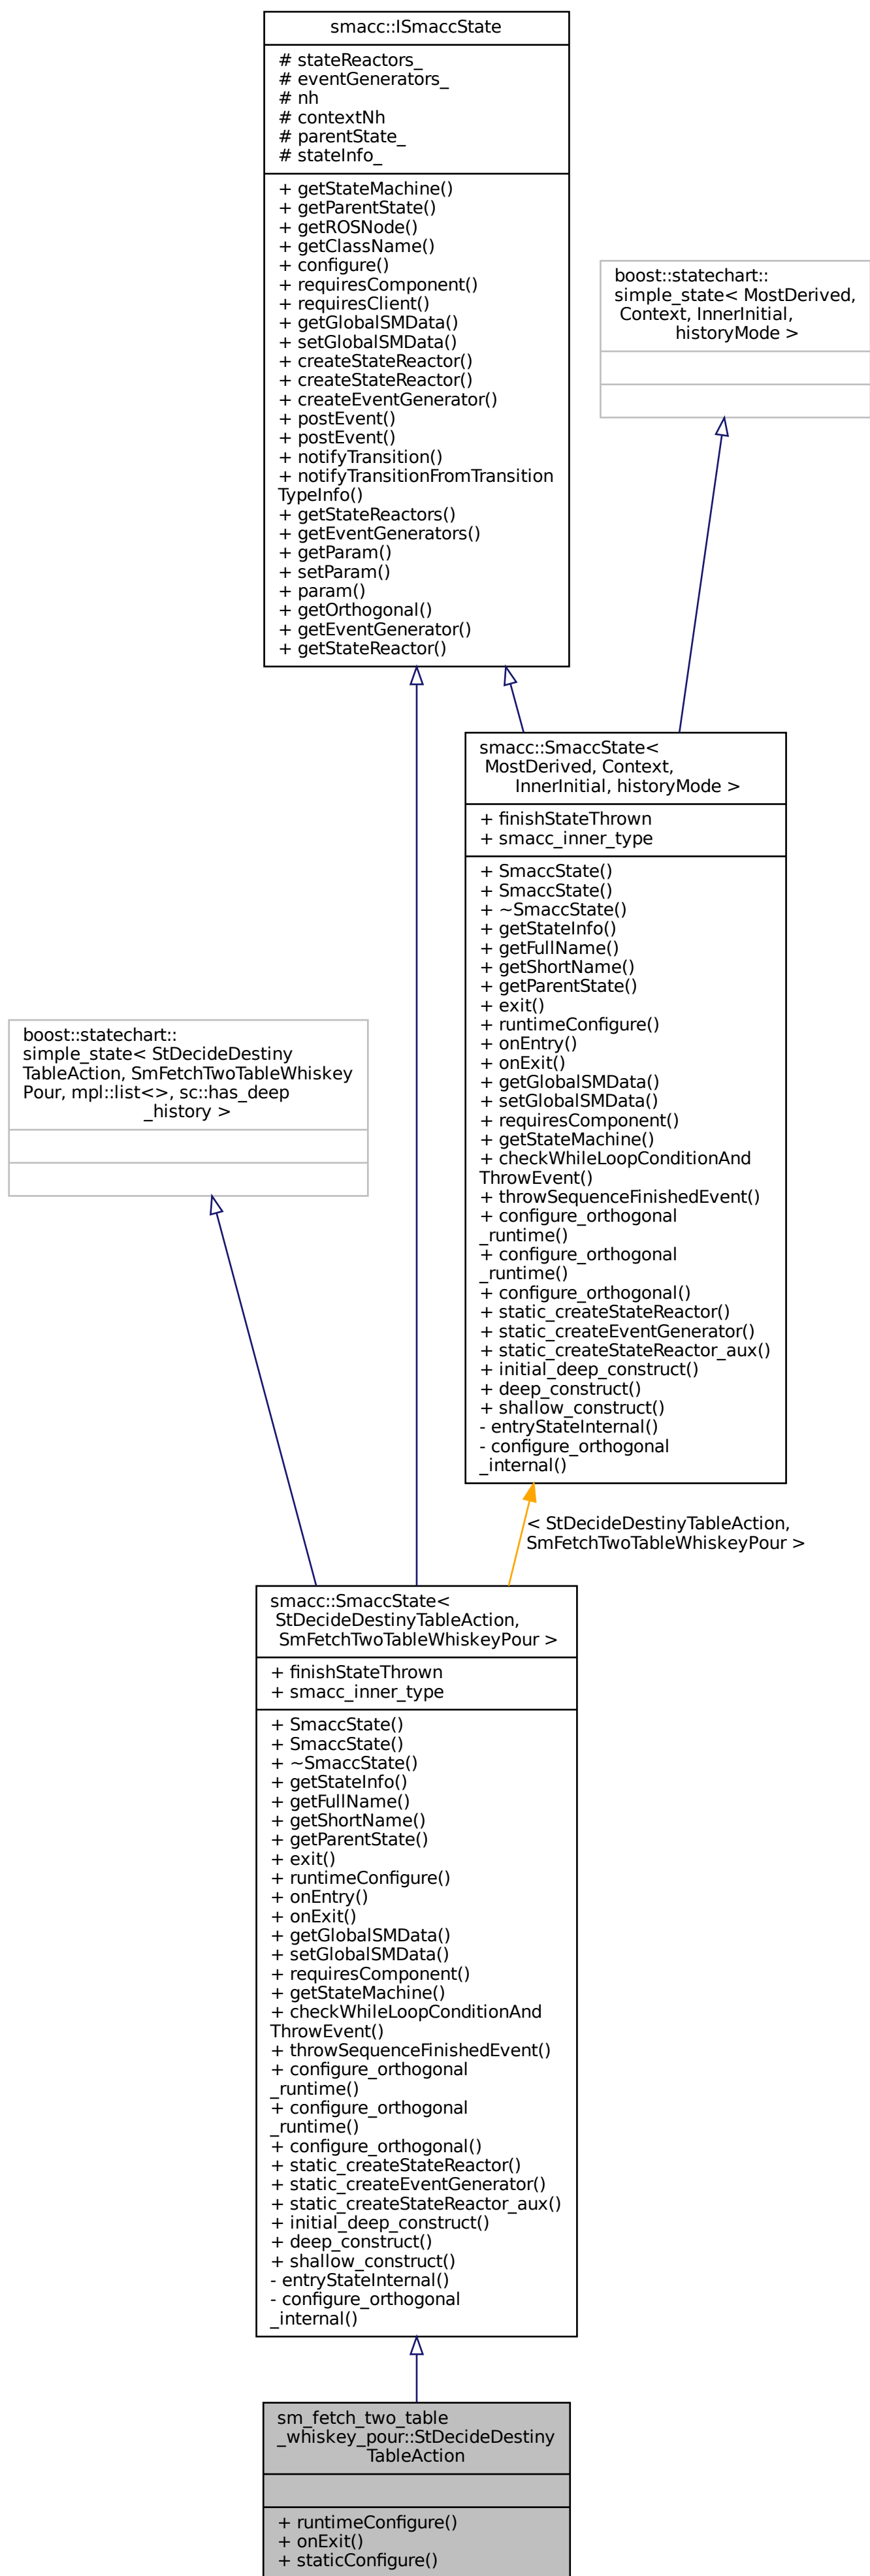 smacc::ISmaccState
# stateReactors_
# eventGenerators_
# nh
# contextNh
# parentState_
# stateInfo_
+ getStateMachine()
+ getParentState()
+ getROSNode()
+ getClassName()
+ configure()
+ requiresComponent()
+ requiresClient()
+ getGlobalSMData()
+ setGlobalSMData()
+ createStateReactor()
+ createStateReactor()
+ createEventGenerator()
+ postEvent()
+ postEvent()
+ notifyTransition()
+ notifyTransitionFromTransition
TypeInfo()
+ getStateReactors()
+ getEventGenerators()
+ getParam()
+ setParam()
+ param()
+ getOrthogonal()
+ getEventGenerator()
+ getStateReactor()
boost::statechart::
simple_state< MostDerived,
Context, InnerInitial,
historyMode >
smacc::SmaccState<
MostDerived, Context,
InnerInitial, historyMode >
+ finishStateThrown
+ smacc_inner_type
+ SmaccState()
+ SmaccState()
+ ~SmaccState()
+ getStateInfo()
+ getFullName()
+ getShortName()
+ getParentState()
+ exit()
+ runtimeConfigure()
+ onEntry()
+ onExit()
+ getGlobalSMData()
+ setGlobalSMData()
+ requiresComponent()
+ getStateMachine()
+ checkWhileLoopConditionAnd
ThrowEvent()
+ throwSequenceFinishedEvent()
+ configure_orthogonal
_runtime()
+ configure_orthogonal
_runtime()
+ configure_orthogonal()
+ static_createStateReactor()
+ static_createEventGenerator()
+ static_createStateReactor_aux()
+ initial_deep_construct()
+ deep_construct()
+ shallow_construct()
- entryStateInternal()
- configure_orthogonal
_internal()
boost::statechart::
simple_state< StDecideDestiny
TableAction, SmFetchTwoTableWhiskey
Pour, mpl::list<>, sc::has_deep
_history >
< StDecideDestinyTableAction,
SmFetchTwoTableWhiskeyPour >
smacc::SmaccState<
StDecideDestinyTableAction,
SmFetchTwoTableWhiskeyPour >
+ finishStateThrown
+ smacc_inner_type
+ SmaccState()
+ SmaccState()
+ ~SmaccState()
+ getStateInfo()
+ getFullName()
+ getShortName()
+ getParentState()
+ exit()
+ runtimeConfigure()
+ onEntry()
+ onExit()
+ getGlobalSMData()
+ setGlobalSMData()
+ requiresComponent()
+ getStateMachine()
+ checkWhileLoopConditionAnd
ThrowEvent()
+ throwSequenceFinishedEvent()
+ configure_orthogonal
_runtime()
+ configure_orthogonal
_runtime()
+ configure_orthogonal()
+ static_createStateReactor()
+ static_createEventGenerator()
+ static_createStateReactor_aux()
+ initial_deep_construct()
+ deep_construct()
+ shallow_construct()
- entryStateInternal()
- configure_orthogonal
_internal()
sm_fetch_two_table
_whiskey_pour::StDecideDestiny
TableAction
+ runtimeConfigure()
+ onExit()
+ staticConfigure()